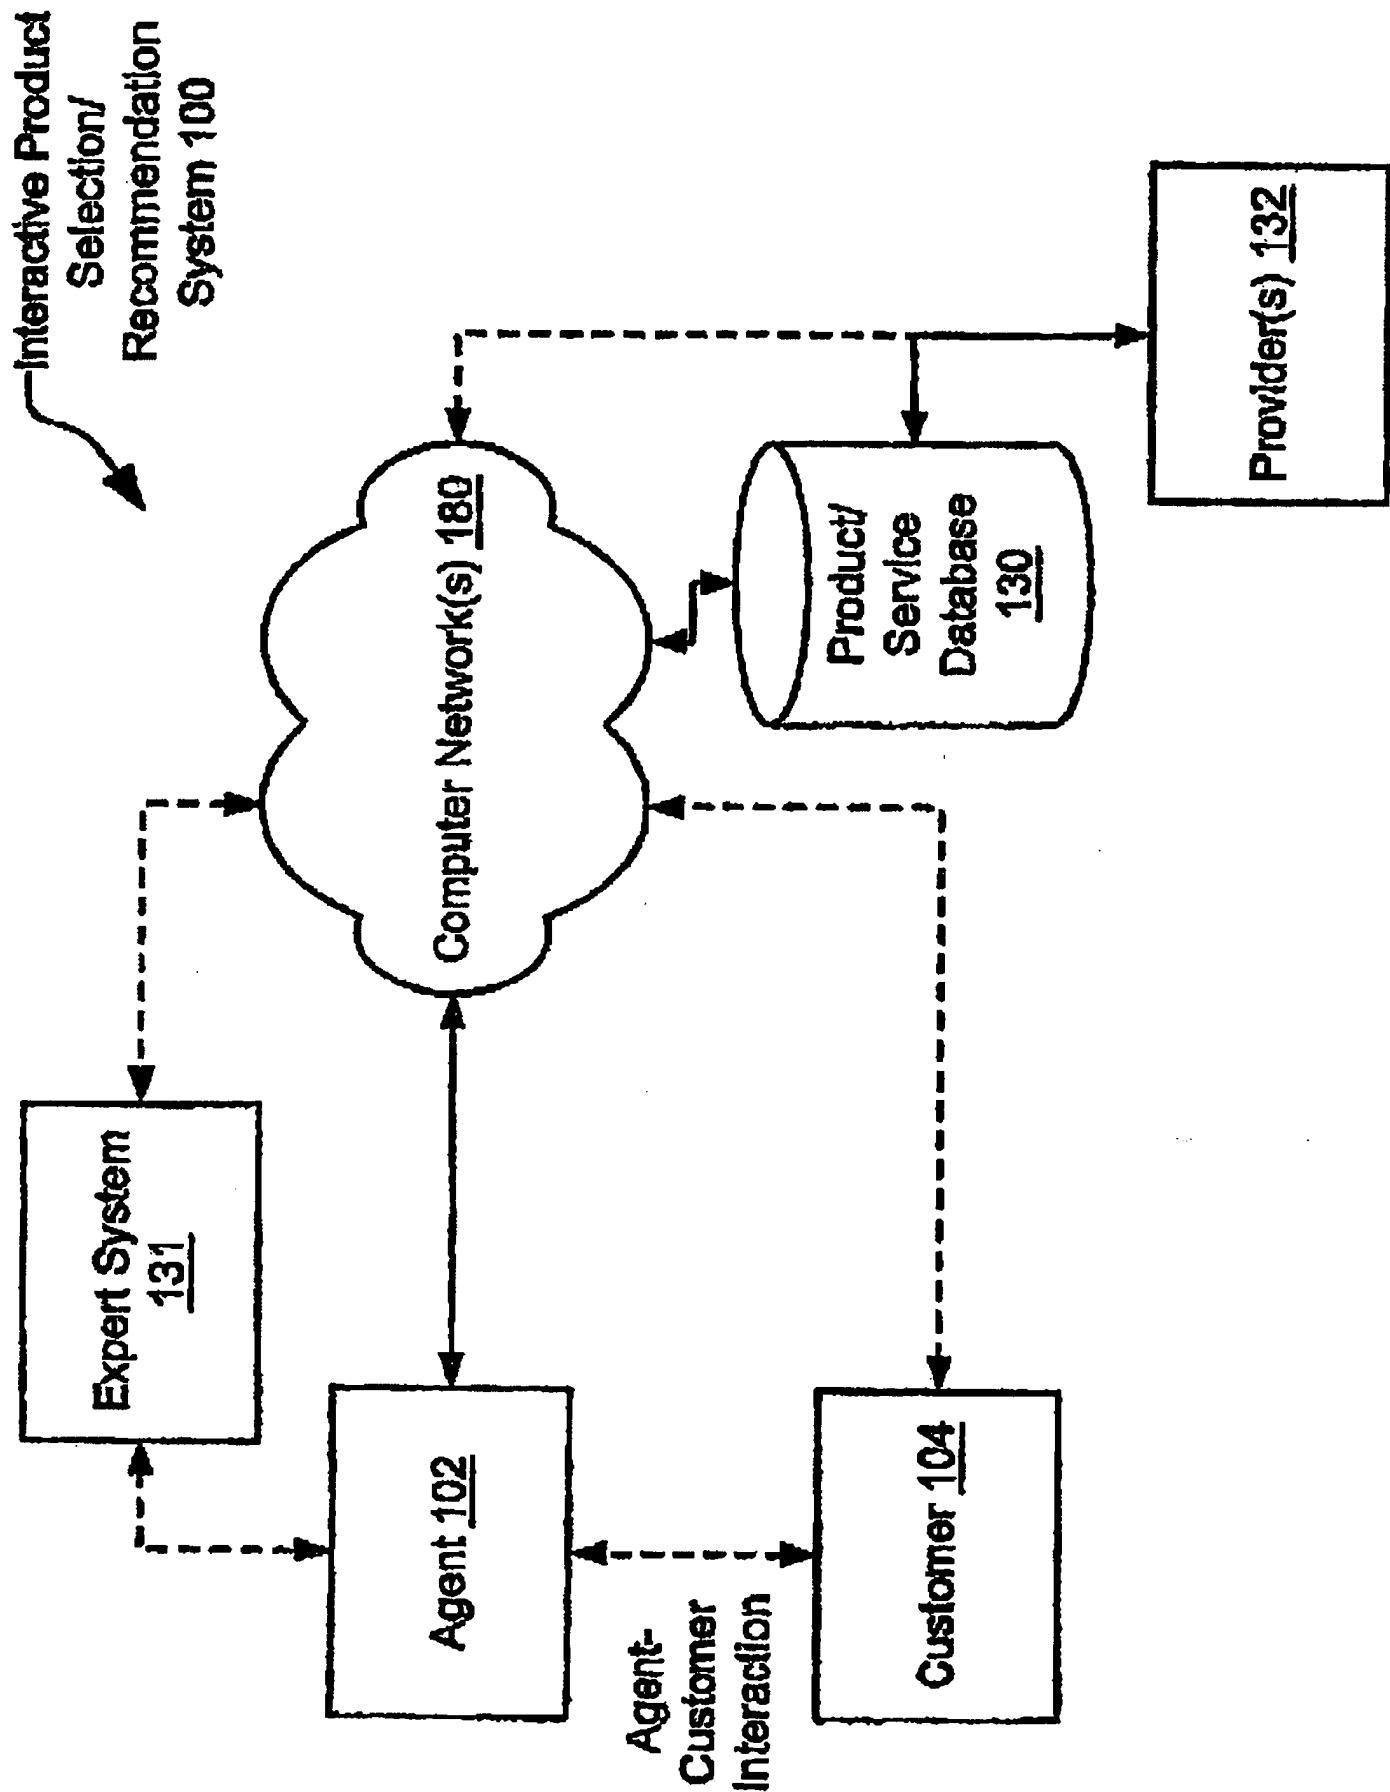 Interactive Product
Selection/
Recommendation
System 100
Expert System
131
Computer Network(s) 180
Agent 102
Agent-
Customer
Interaction
Customer 104
Product/
Service
Database
130
Provider(s) 132